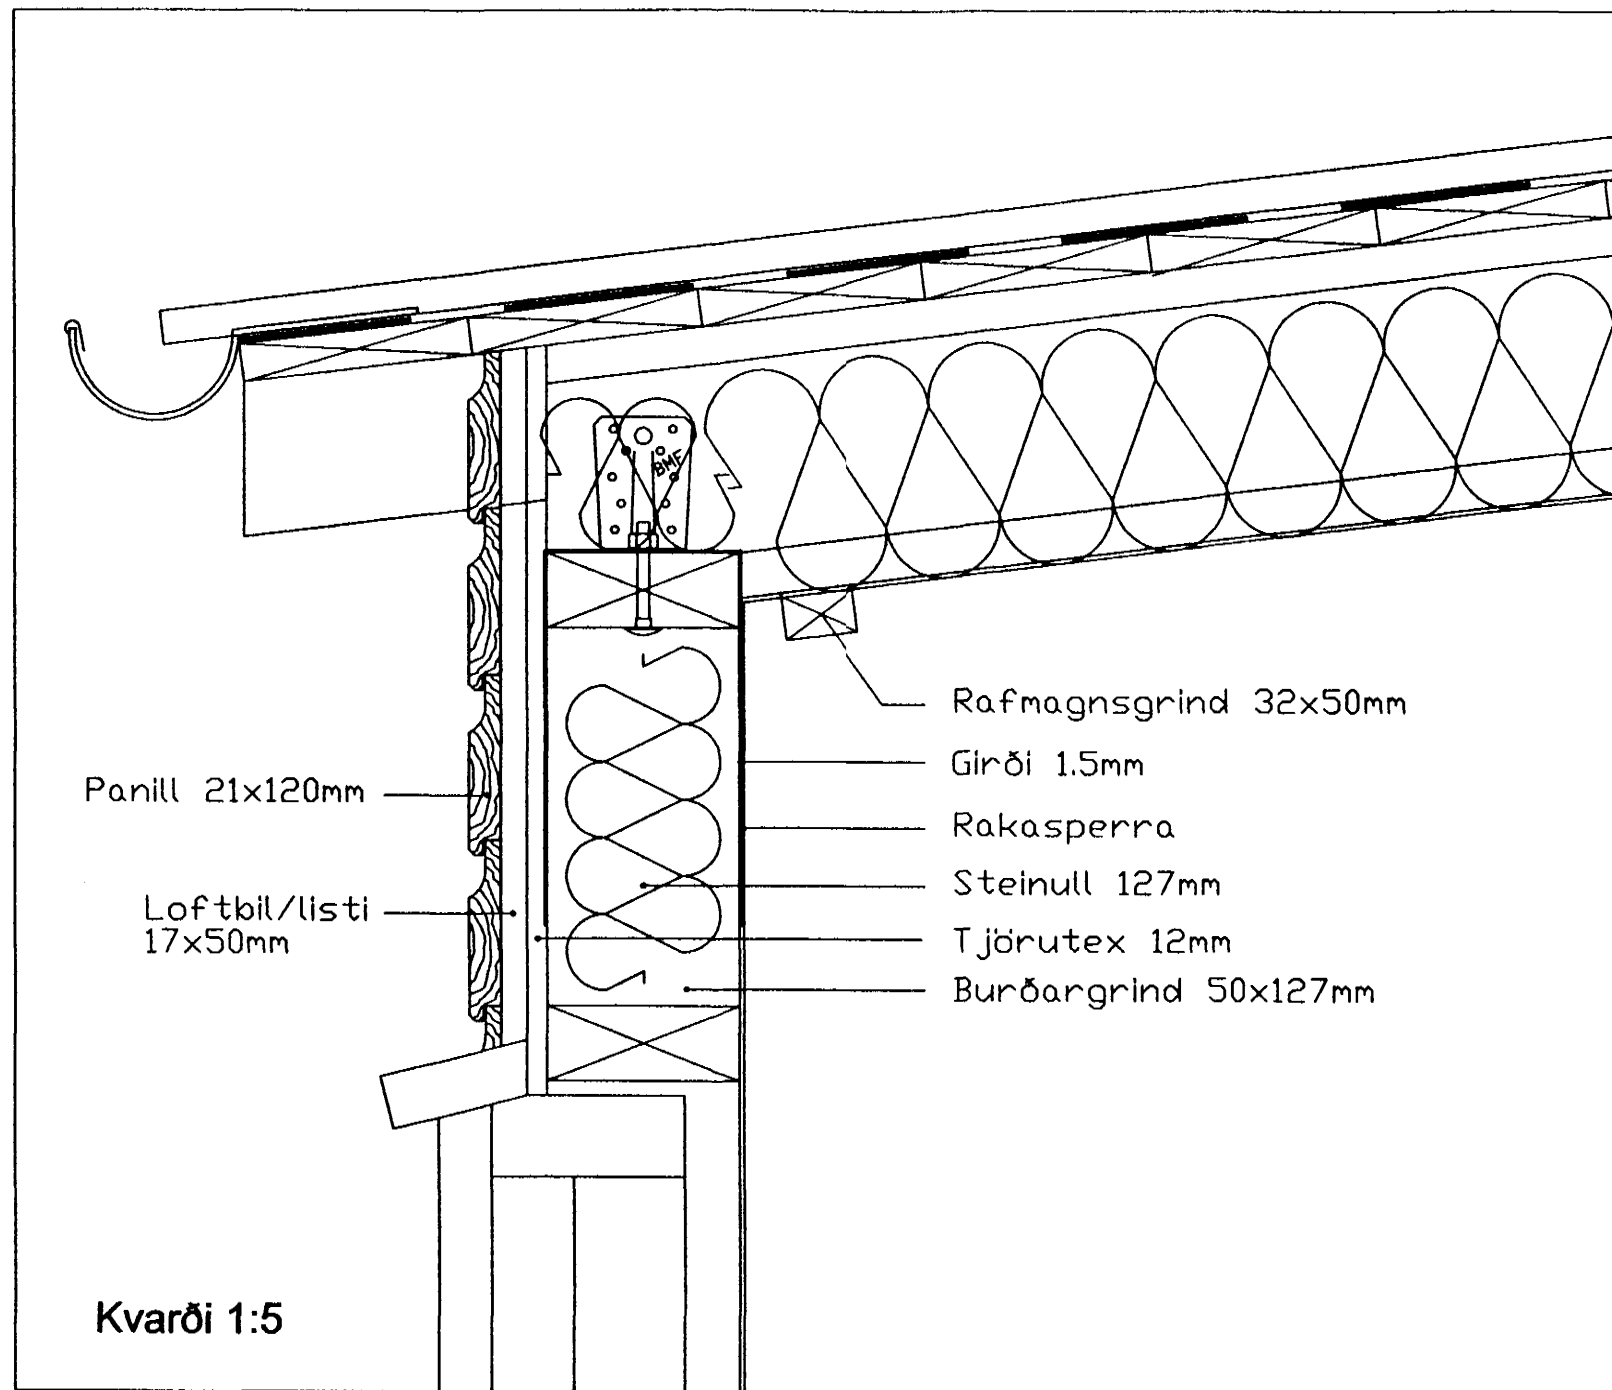 BMF
Rafmagnsgrind 32x50mm
Girði 1.5mm
Panill 21x120mm
Rakasperra
Steinull 127mm
Loftbil/listi
17x50mm
Tjörutex 12mm
Burðargrind 50x127mm
Kvarði 1:5